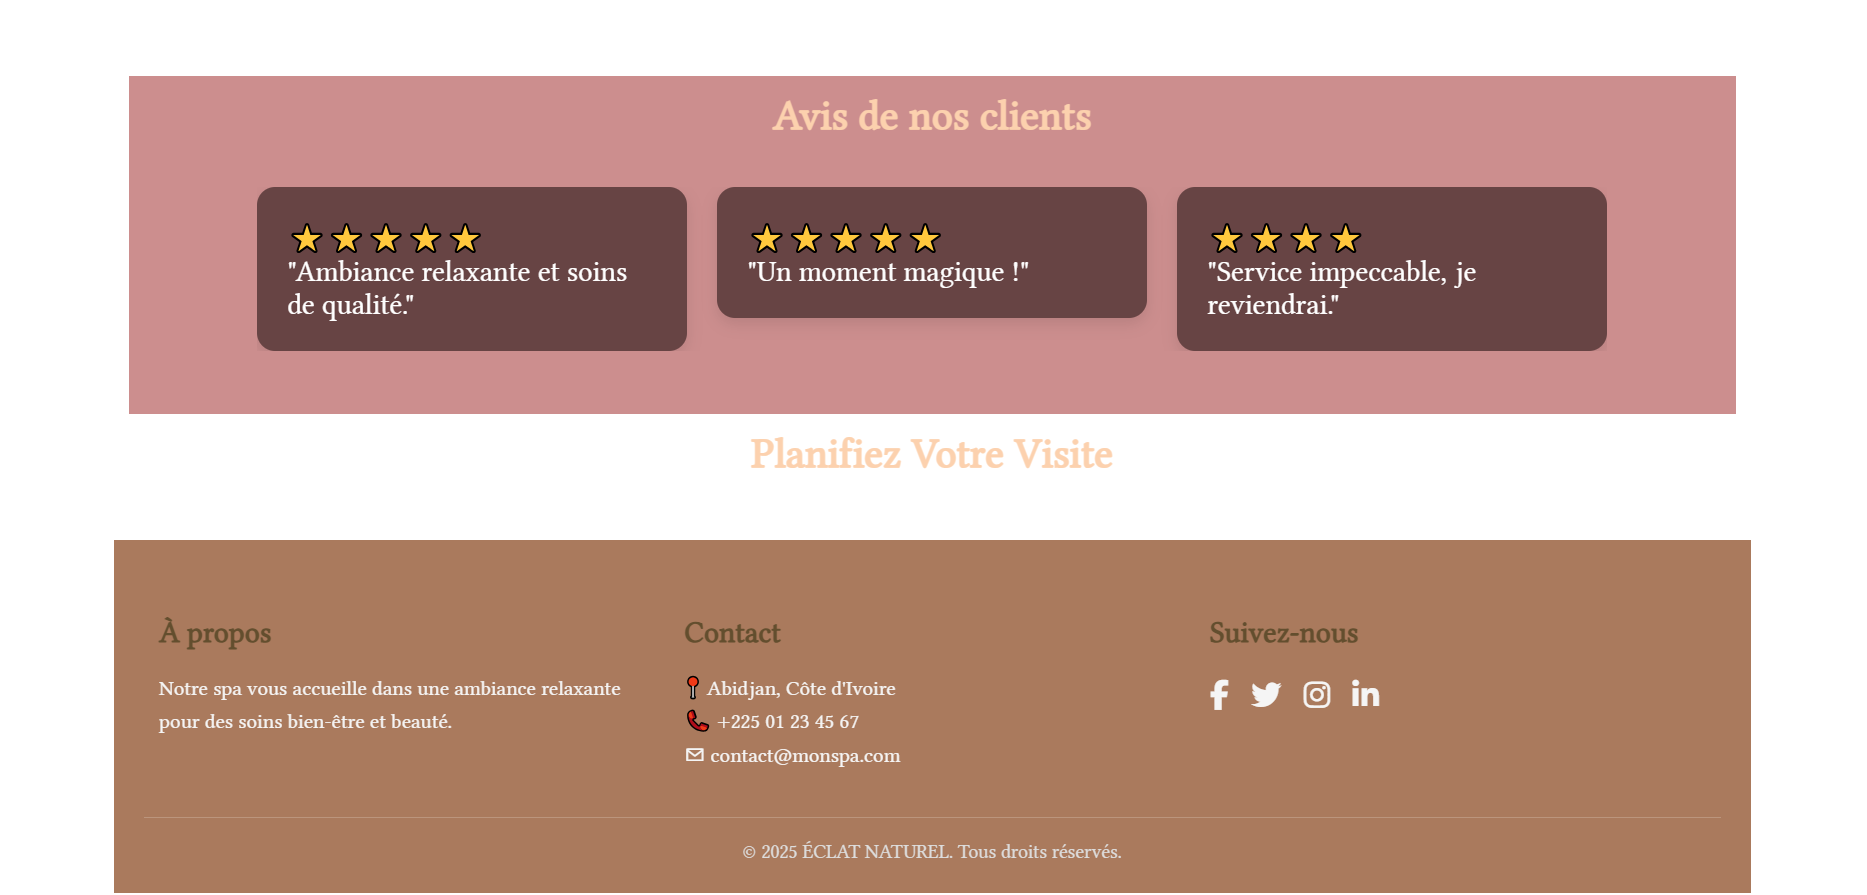 Avis de nos clients
"Ambiance relaxante et soins
de qualité."
"Un moment magique !"
"Service impeccable, je
reviendrai."
Planifiez Votre Visite
À propos
Notre spa vous accueille dans une ambiance relaxante
pour des soins bien-être et beauté.
Contact
Abidjan, Côte d'Ivoire
+225 01 23 45 67
contact@monspa.com
Suivez-nous
© 2025 ÉCLAT NATUREL. Tous droits réservés.